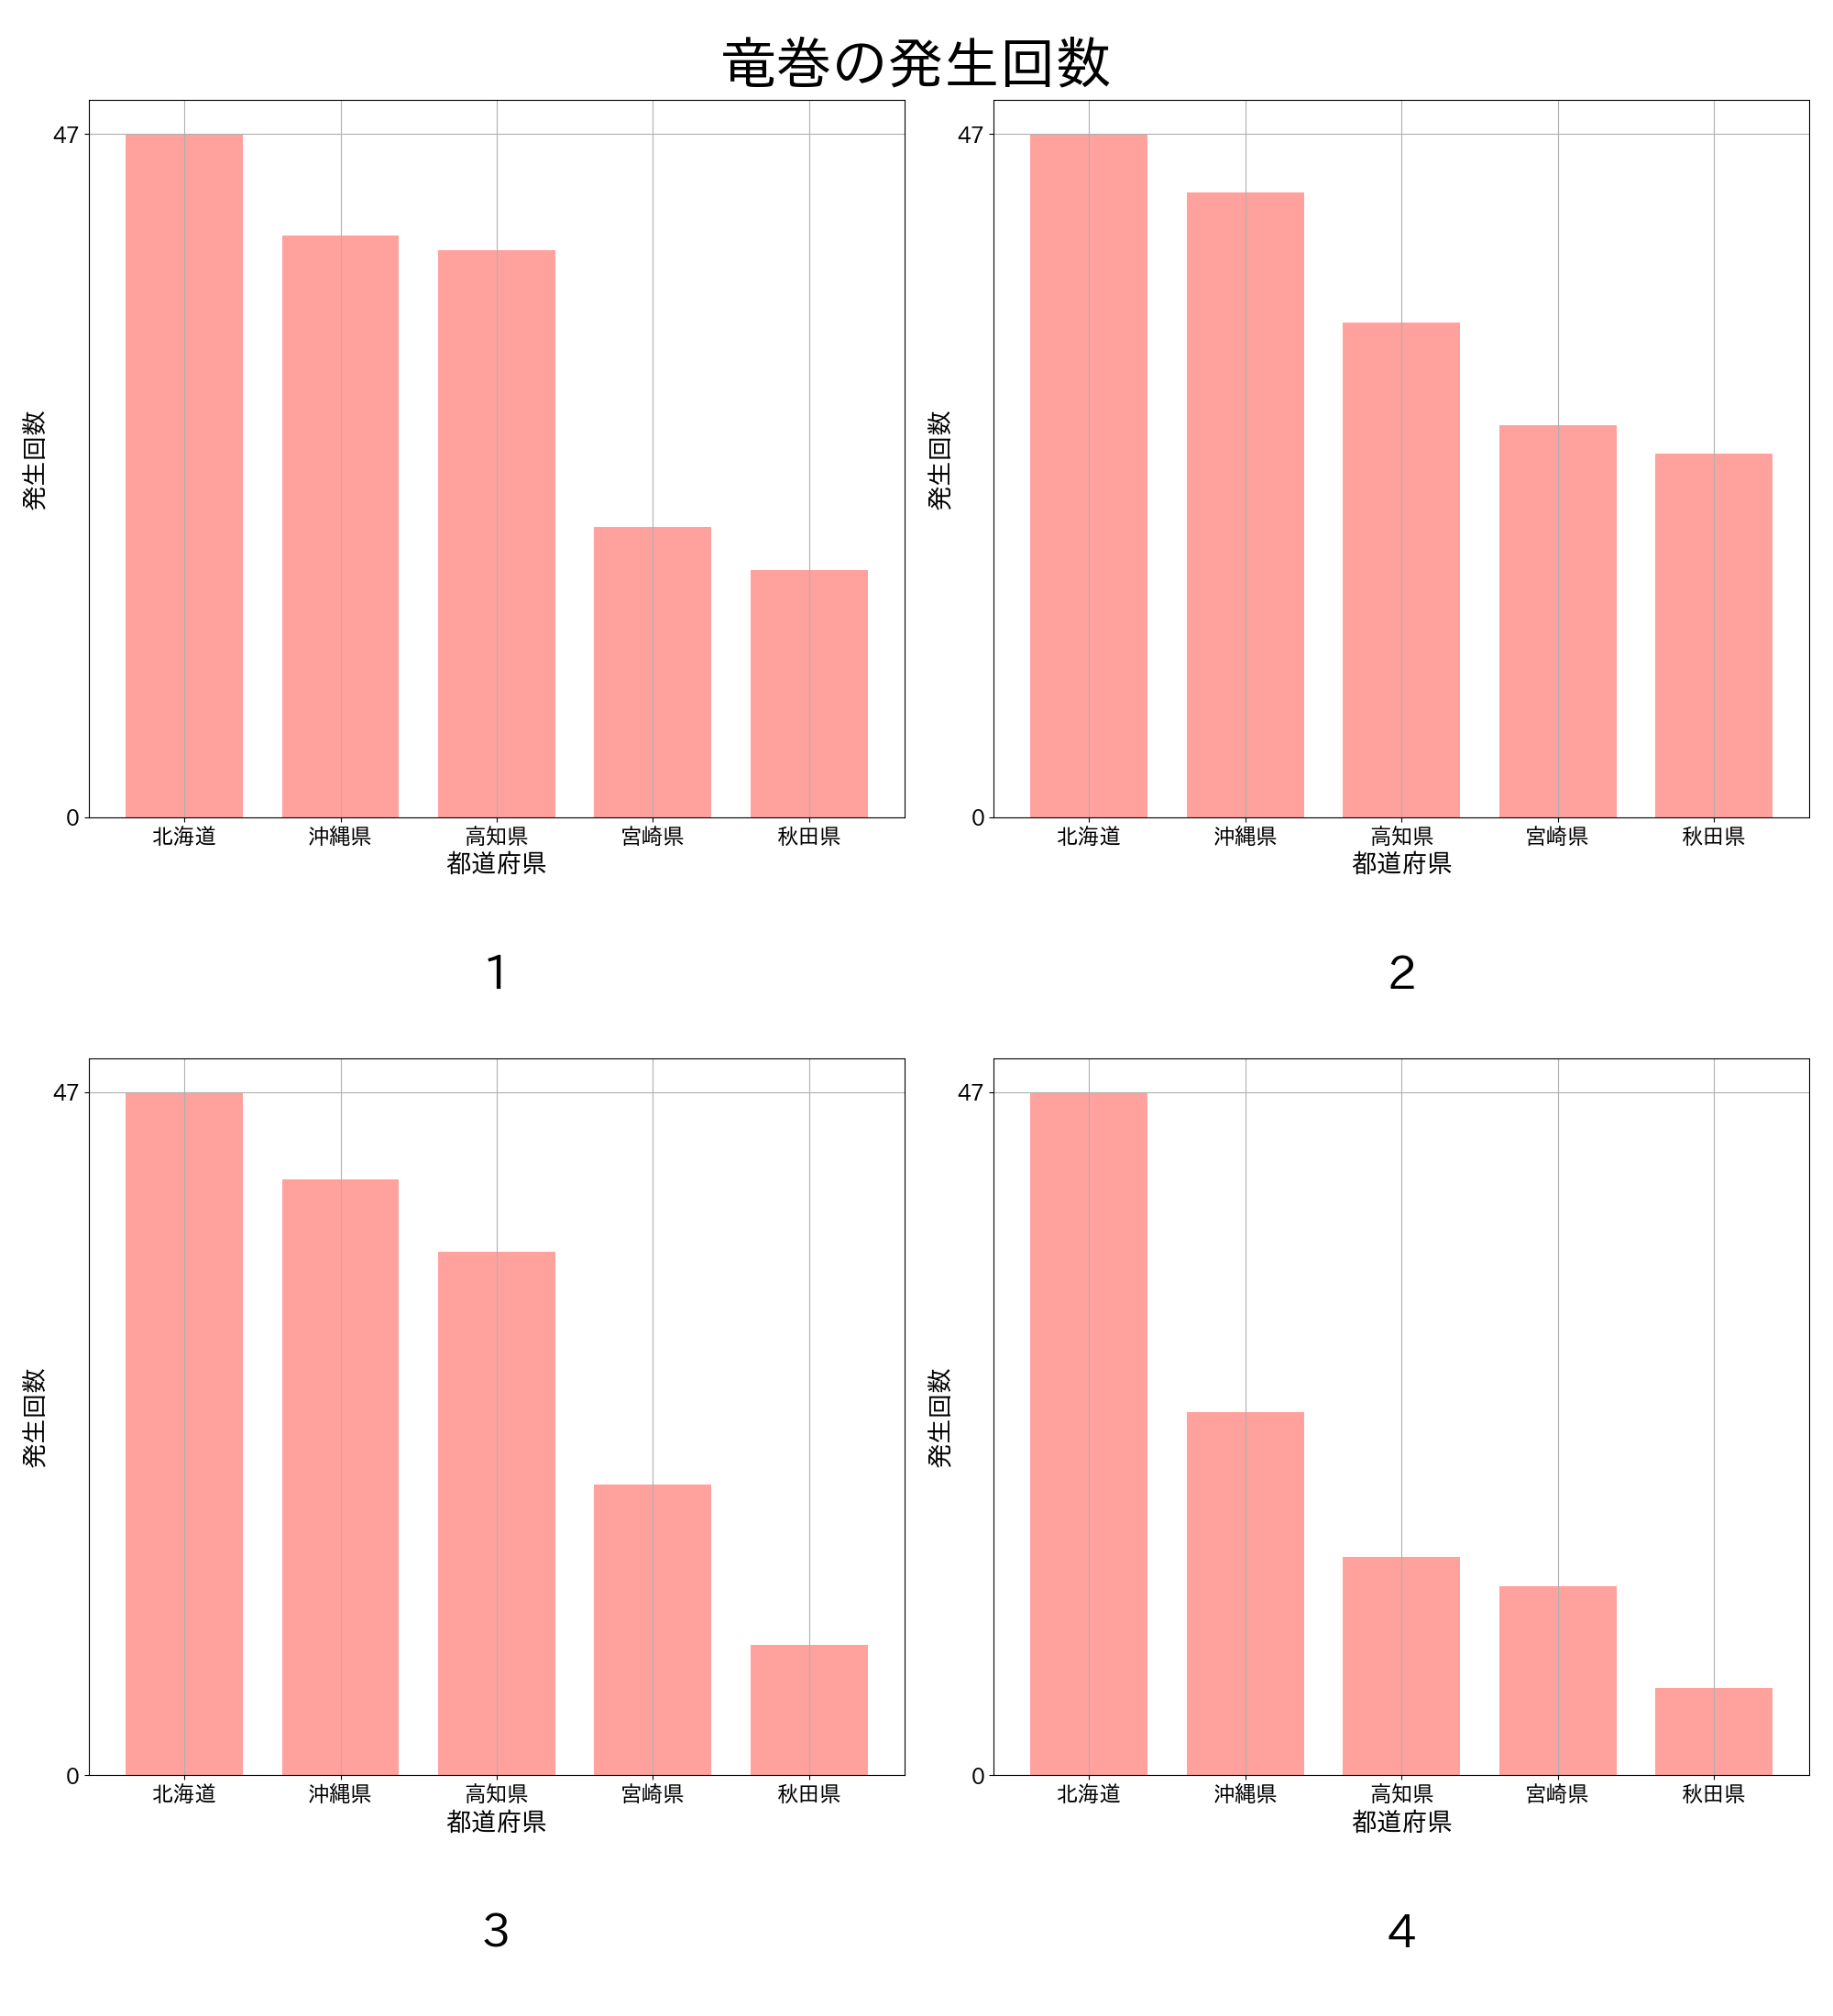 竜巻の発生回数
47
0
発生回数
北海道 沖縄県 高知県 宮崎県 秋田県
都道府県
1
47
0
発生回数
北海道 沖縄県 高知県 宮崎県 秋田県
都道府県
2
47
0
発生回数
北海道 沖縄県 高知県 宮崎県 秋田県
都道府県
3
47
0
発生回数
北海道 沖縄県 高知県 宮崎県 秋田県
都道府県
4